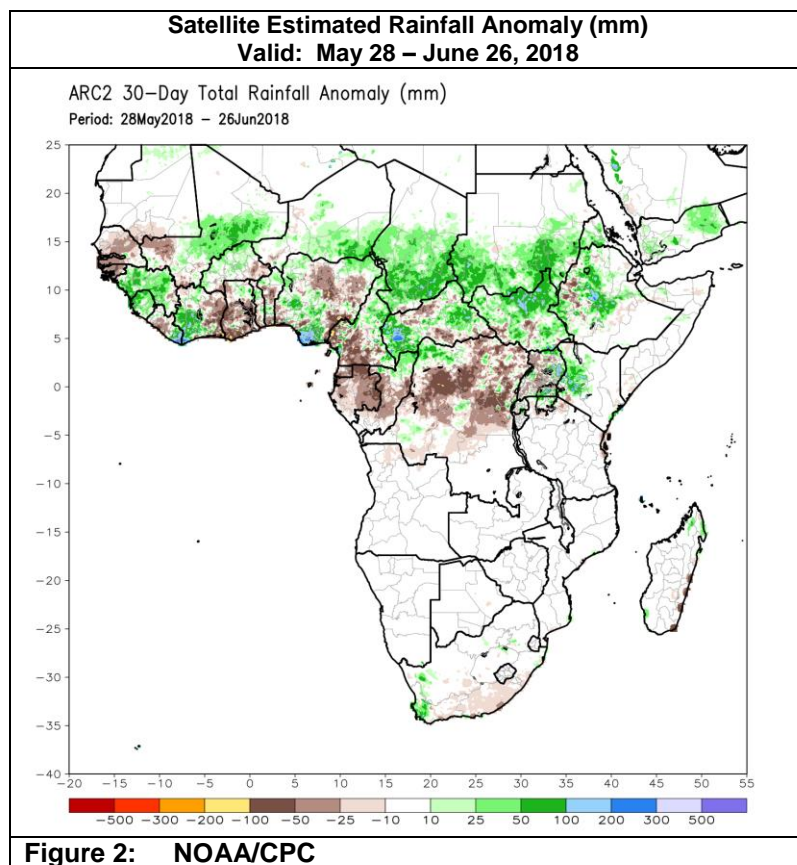 Satellite Estimated Rainfall Anomaly (mm)
Valid: May 28 – June 26, 2018
ARC2 30-Day Total Rainfall Anomaly (mm)
Period: 28May2018 – 26Jun2018
25
20
15
10
5
0
-5
-10
-15
-20
-25
-30
-35
-40
-20 -15 -10 -5 0 5 10 15 20 25 30 35 40 45 50 55
-500 -300 -200 -100 -50 -25 -10 10 25 50 100 200 300 500
Figure 2: NOAA/CPC